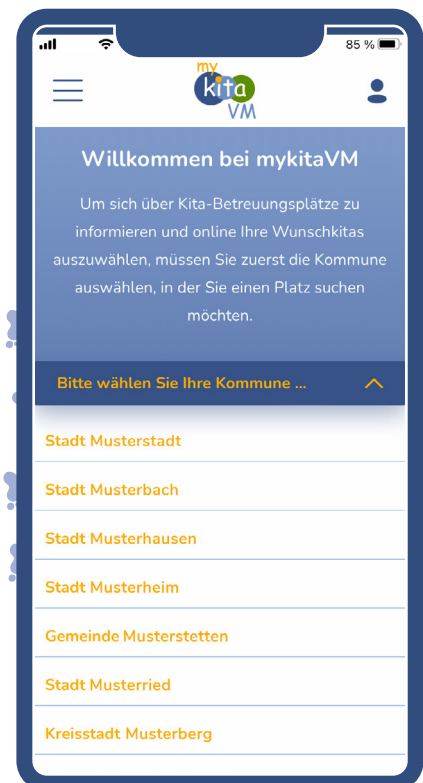 85 %
my
kita
VM
Willkommen bei mykitaVM
Um sich über Kita-Betreuungsplätze zu
informieren und online Ihre Wunschkitas
auszuwählen, müssen Sie zuerst die Kommune
auswählen, in der Sie einen Platz suchen
möchten.
Bitte wählen Sie Ihre Kommune ...
Stadt Musterstadt
Stadt Musterbach
Stadt Musterhausen
Stadt Musterheim
Gemeinde Musterstetten
Stadt Musterried
Kreisstadt Musterberg